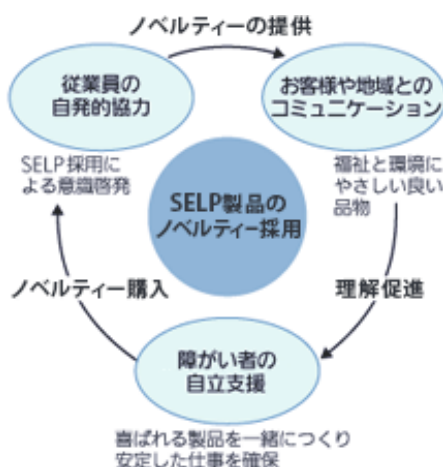 ノベルティーの提供
従業員の
自発的協力
お客様や地域との
コミュニケーション
SELP採用に
よる意識啓発
福祉と環境に
やさしい良い
品物
SELP製品の
ノベルティー採用
ノベルティー購入
理解促進
障がい者の
自立支援
喜ばれる製品を一緒につくり
安定した仕事を確保